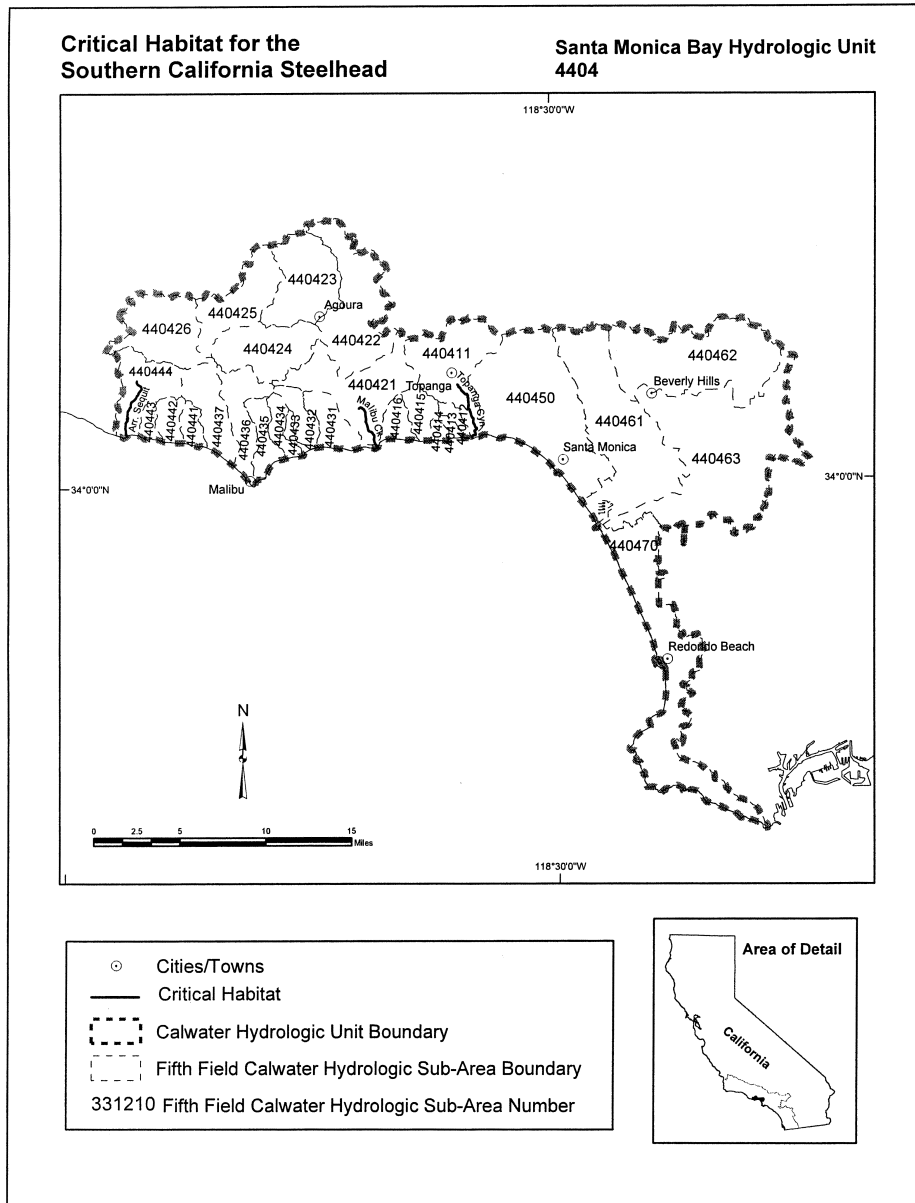 Critical Habitat for the
Southern California Steelhead
Santa Monica Bay Hydrologic Unit
4404
118°30'0"W
440423
Agoura
440425
440426
440422
440424
440411
440462
440444
440421
Topanga
Topanga Cyn.
Beverly Hills
440450
440461
Arr. Sequit
440443
440442
440441
440437
440436
440435
440434
440433
440432
440431
Malibu Cr.
440416
440415
440414
440413
440412
Santa Monica
440463
Malibu
34°0'0"N
34°0'0"N
440470
Redondo Beach
N
0 2.5 5 10 15
Miles
118°30'0"W
Cities/Towns
Critical Habitat
Calwater Hydrologic Unit Boundary
Fifth Field Calwater Hydrologic Sub-Area Boundary
331210 Fifth Field Calwater Hydrologic Sub-Area Number
Area of Detail
California